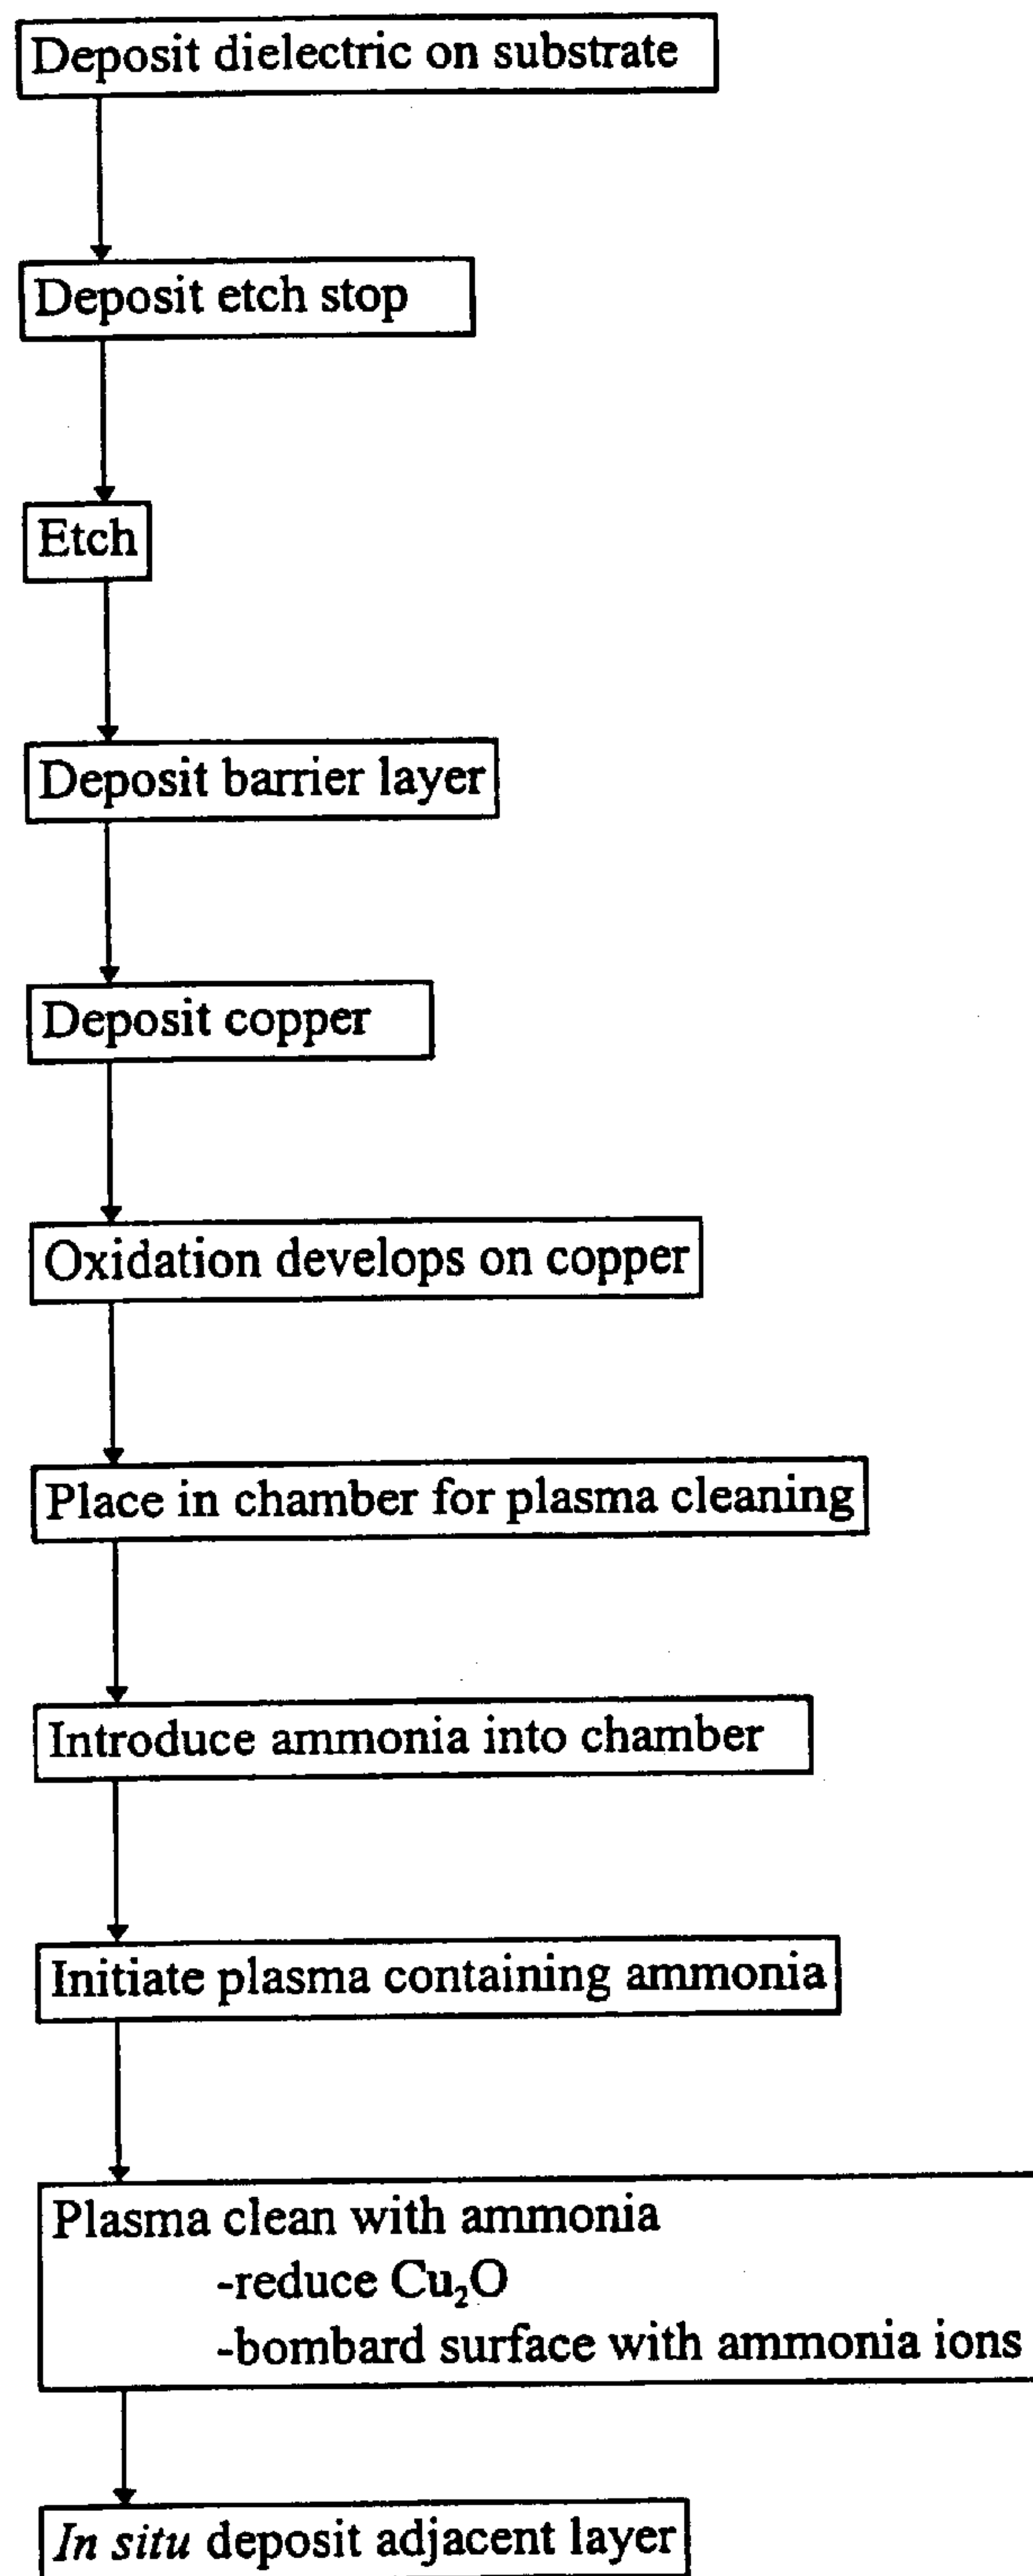 Deposit dielectric on substrate
Deposit etch stop
Etch
Deposit barrier layer
Deposit copper
Oxidation develops on copper
Place in chamber for plasma cleaning
Introduce ammonia into chamber
Initiate plasma containing ammonia
Plasma clean with ammonia
-reduce Cu₂O
-bombard surface with ammonia ions
In situ deposit adjacent layer